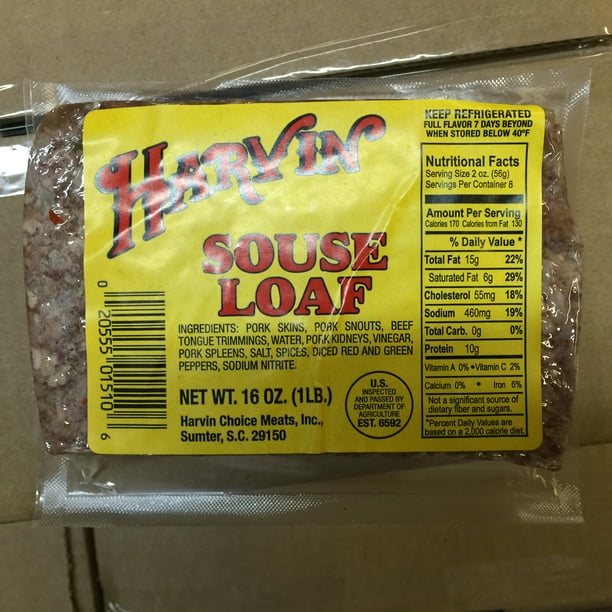 HARVIN
SOUSE
LOAF
INGREDIENTS: PORK SKINS, PORK SNOUTS, BEEF
TONGUE TRIMMINGS, WATER, PORK KIDNEYS, VINEGAR,
PORK SPLEENS, SALT, SPICES, DICED RED AND GREEN
PEPPERS, SODIUM NITRITE.
NET WT. 16 OZ. (1LB.)
Harvin Choice Meats, Inc.,
Sumter, S.C. 29150
0 20555 01510 6
U.S.
INSPECTED
AND PASSED BY
DEPARTMENT OF
AGRICULTURE
EST. 6592
KEEP REFRIGERATED
FULL FLAVOR 7 DAYS BEYOND
WHEN STORED BELOW 40°F
Nutritional Facts
Serving Size 2 oz. (56g)
Servings Per Container 8
Amount Per Serving
Calories 170 Calories from Fat 130
% Daily Value *
Total Fat 15g 22%
Saturated Fat 6g 29%
Cholesterol 55mg 18%
Sodium 460mg 19%
Total Carb. 0g 0%
Protein 10g
Vitamin A 0% • Vitamin C 2%
Calcium 0% • Iron 6%
Not a significant source of
dietary fiber and sugars.
*Percent Daily Values are
based on a 2,000 calorie diet.